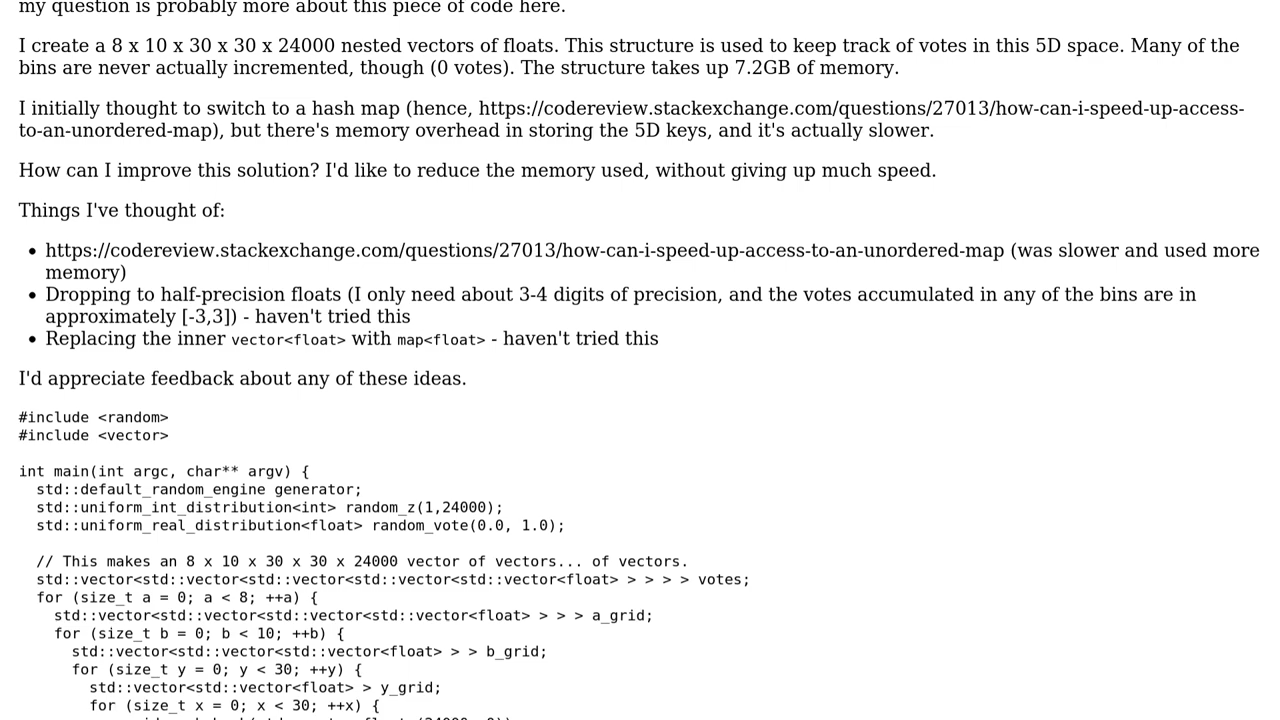 my question is probably more about this piece of code here.
I create a 8 x 10 x 30 x 30 x 24000 nested vectors of floats. This structure is used to keep track of votes in this 5D space. Many of the
bins are never actually incremented, though (0 votes). The structure takes up 7.2GB of memory.
I initially thought to switch to a hash map (hence, https://codereview.stackexchange.com/questions/27013/how-can-i-speed-up-access-
to-an-unordered-map), but there's memory overhead in storing the 5D keys, and it's actually slower.
How can I improve this solution? I'd like to reduce the memory used, without giving up much speed.
Things I've thought of:
• https://codereview.stackexchange.com/questions/27013/how-can-i-speed-up-access-to-an-unordered-map (was slower and used more
memory)
• Dropping to half-precision floats (I only need about 3-4 digits of precision, and the votes accumulated in any of the bins are in
approximately [-3,3]) - haven't tried this
• Replacing the inner vector<float> with map<float> - haven't tried this
I'd appreciate feedback about any of these ideas.
#include <random>
#include <vector>
int main(int argc, char** argv) {
  std::default_random_engine generator;
  std::uniform_int_distribution<int> random_z(1,24000);
  std::uniform_real_distribution<float> random_vote(0.0, 1.0);
  // This makes an 8 x 10 x 30 x 30 x 24000 vector of vectors... of vectors.
  std::vector<std::vector<std::vector<std::vector<std::vector<float> > > > > votes;
  for (size_t a = 0; a < 8; ++a) {
    std::vector<std::vector<std::vector<std::vector<float> > > > a_grid;
    for (size_t b = 0; b < 10; ++b) {
      std::vector<std::vector<std::vector<float> > > b_grid;
      for (size_t y = 0; y < 30; ++y) {
        std::vector<std::vector<float> > y_grid;
        for (size_t x = 0; x < 30; ++x) {